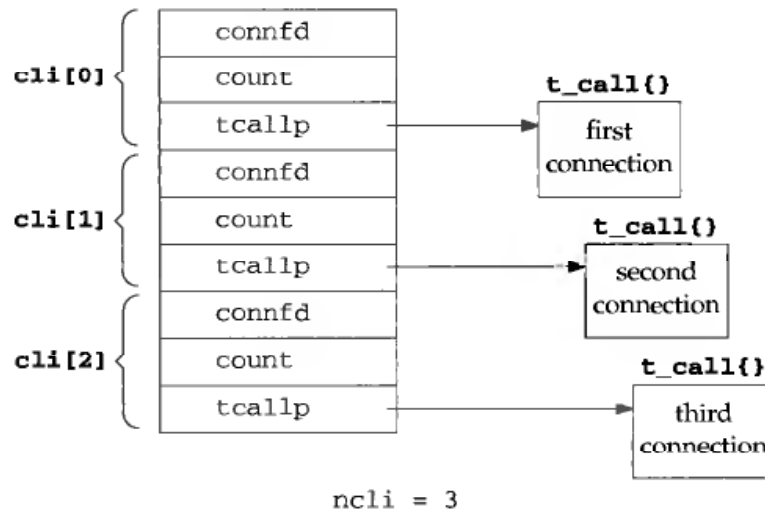 connfd
cli[0]
count
t_call{}
tcallp
first
connection
connfd
cli[1]
count
t_call{}
tcallp
second
connection
connfd
cli[2]
count
t_call{}
tcallp
third
connection
ncli = 3